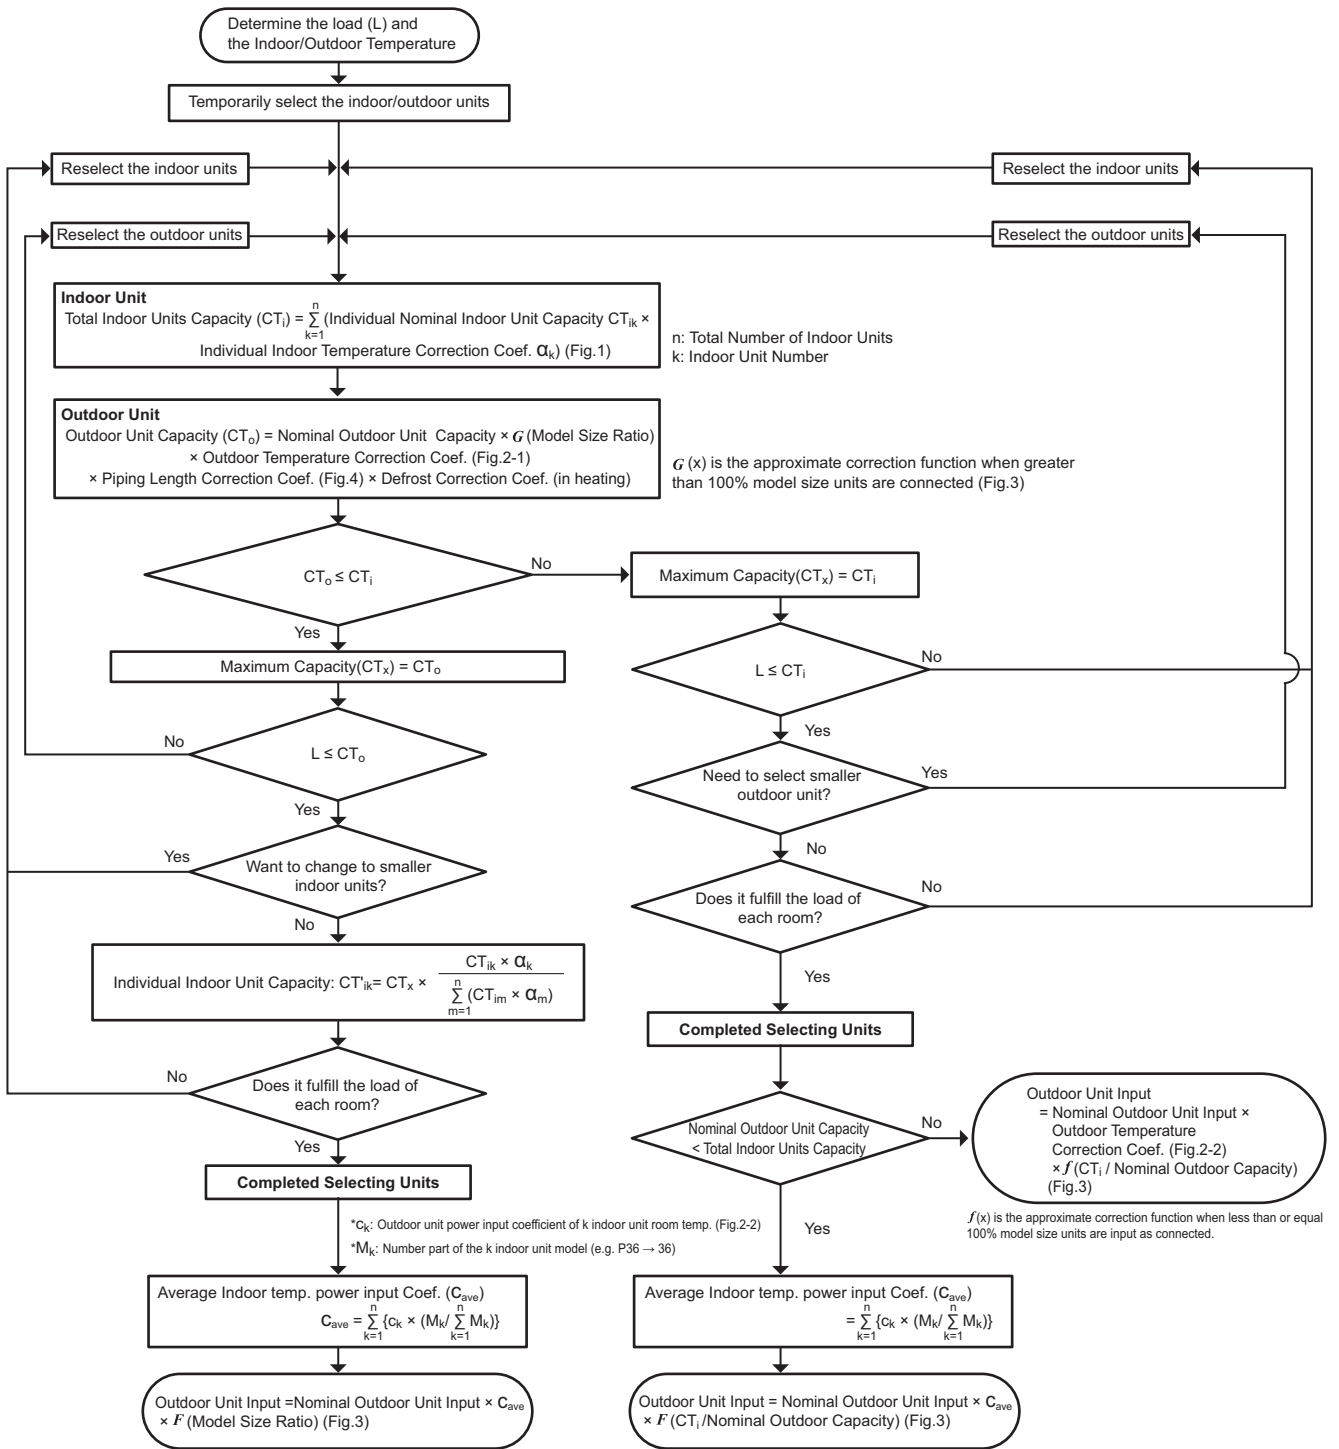 Determine the load (L) and
the Indoor/Outdoor Temperature
Temporarily select the indoor/outdoor units
Reselect the indoor units
Reselect the indoor units
Reselect the outdoor units
Reselect the outdoor units
Indoor Unit
Total Indoor Units Capacity (CTi) = n∑k=1 (Individual Nominal Indoor Unit Capacity CTik ×
Individual Indoor Temperature Correction Coef. αk) (Fig.1)
n: Total Number of Indoor Units
k: Indoor Unit Number
Outdoor Unit
Outdoor Unit Capacity (CTo) = Nominal Outdoor Unit Capacity × G (Model Size Ratio)
× Outdoor Temperature Correction Coef. (Fig.2-1)
× Piping Length Correction Coef. (Fig.4) × Defrost Correction Coef. (in heating)
G (x) is the approximate correction function when greater
than 100% model size units are connected (Fig.3)
CTo ≤ CTi
No
Maximum Capacity(CTx) = CTi
Yes
Maximum Capacity(CTx) = CTo
L ≤ CTi
No
Yes
L ≤ CTo
No
Yes
Need to select smaller
outdoor unit?
Yes
No
Want to change to smaller
indoor units?
Yes
No
Does it fulfill the load of
each room?
No
Yes
Individual Indoor Unit Capacity: CT'ik= CTx ×
CTik × αk
n∑m=1 (CTim × αm)
Completed Selecting Units
Does it fulfill the load of
each room?
No
Yes
Nominal Outdoor Unit Capacity
< Total Indoor Units Capacity
No
Yes
Outdoor Unit Input
= Nominal Outdoor Unit Input ×
Outdoor Temperature
Correction Coef. (Fig.2-2)
× f (CTi / Nominal Outdoor Capacity)
(Fig.3)
f (x) is the approximate correction function when less than or equal
100% model size units are input as connected.
Completed Selecting Units
*ck: Outdoor unit power input coefficient of k indoor unit room temp. (Fig.2-2)
*Mk: Number part of the k indoor unit model (e.g. P36 → 36)
Average Indoor temp. power input Coef. (Cave)
Cave = n∑k=1 {ck × (Mk/ n∑k=1 Mk)}
Average Indoor temp. power input Coef. (Cave)
= n∑k=1 {ck × (Mk/ n∑k=1 Mk)}
Outdoor Unit Input =Nominal Outdoor Unit Input × Cave
× F (Model Size Ratio) (Fig.3)
Outdoor Unit Input = Nominal Outdoor Unit Input × Cave
× F (CTi /Nominal Outdoor Capacity) (Fig.3)